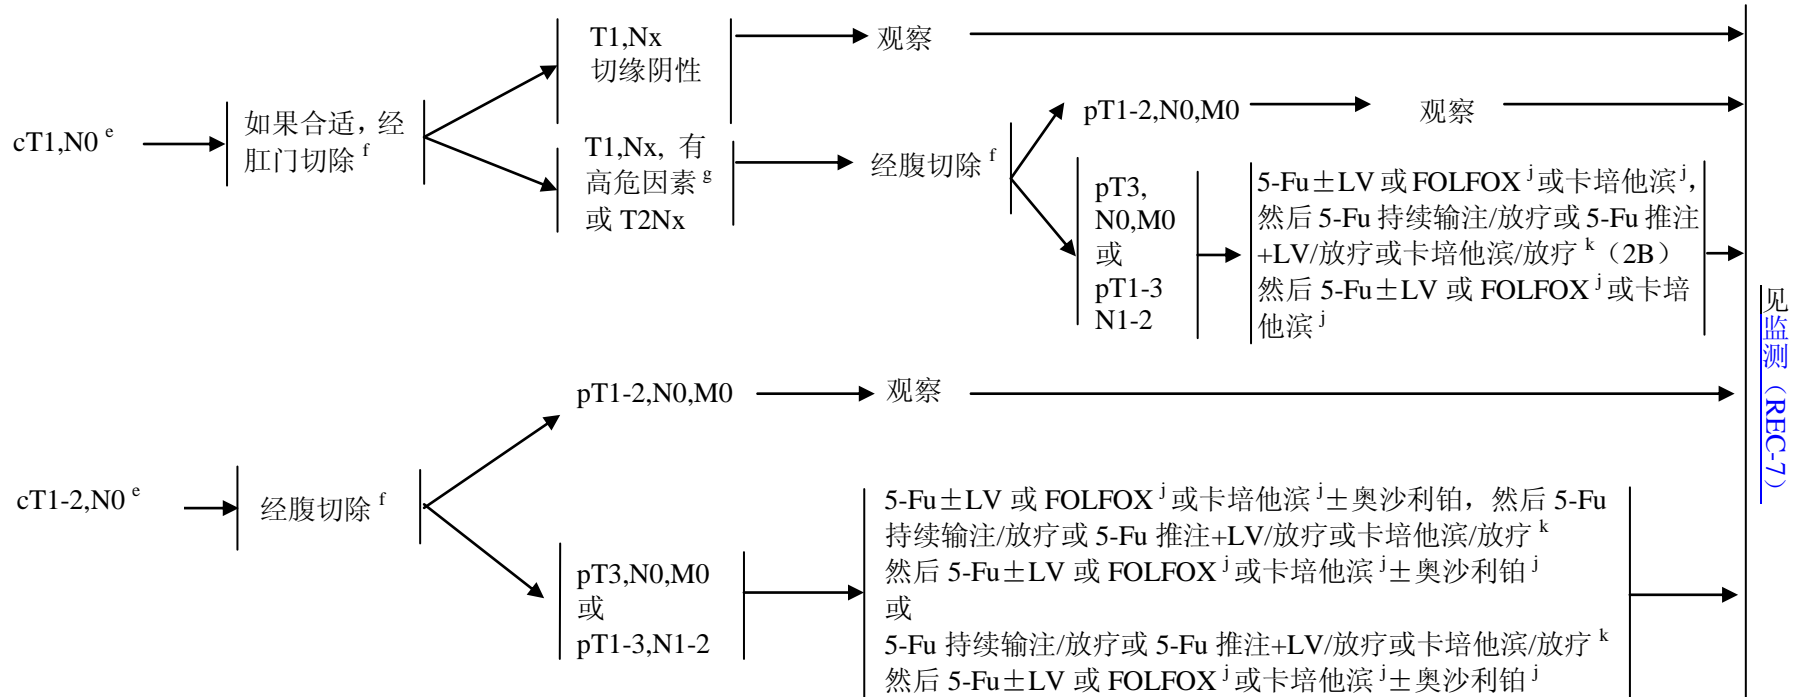 cT1,N0 e
如果合适，经
肛门切除 f
T1,Nx
切缘阴性
观察
T1,Nx, 有
高危因素 g
或 T2Nx
经腹切除 f
pT1-2,N0,M0
观察
pT3,
N0,M0
或
pT1-3
N1-2
5-Fu±LV 或 FOLFOX j 或卡培他滨 j，
然后 5-Fu 持续输注/放疗或 5-Fu 推注
+LV/放疗或卡培他滨/放疗 k（2B）
然后 5-Fu±LV 或 FOLFOX j 或卡培
他滨 j
cT1-2,N0 e
经腹切除 f
pT1-2,N0,M0
观察
pT3,N0,M0
或
pT1-3,N1-2
5-Fu±LV 或 FOLFOX j 或卡培他滨 j±奥沙利铂，然后 5-Fu
持续输注/放疗或 5-Fu 推注+LV/放疗或卡培他滨/放疗 k
然后 5-Fu±LV 或 FOLFOX j 或卡培他滨 j±奥沙利铂 j
或
5-Fu 持续输注/放疗或 5-Fu 推注+LV/放疗或卡培他滨/放疗 k
然后 5-Fu±LV 或 FOLFOX j 或卡培他滨 j±奥沙利铂 j
见监测（REC-7）